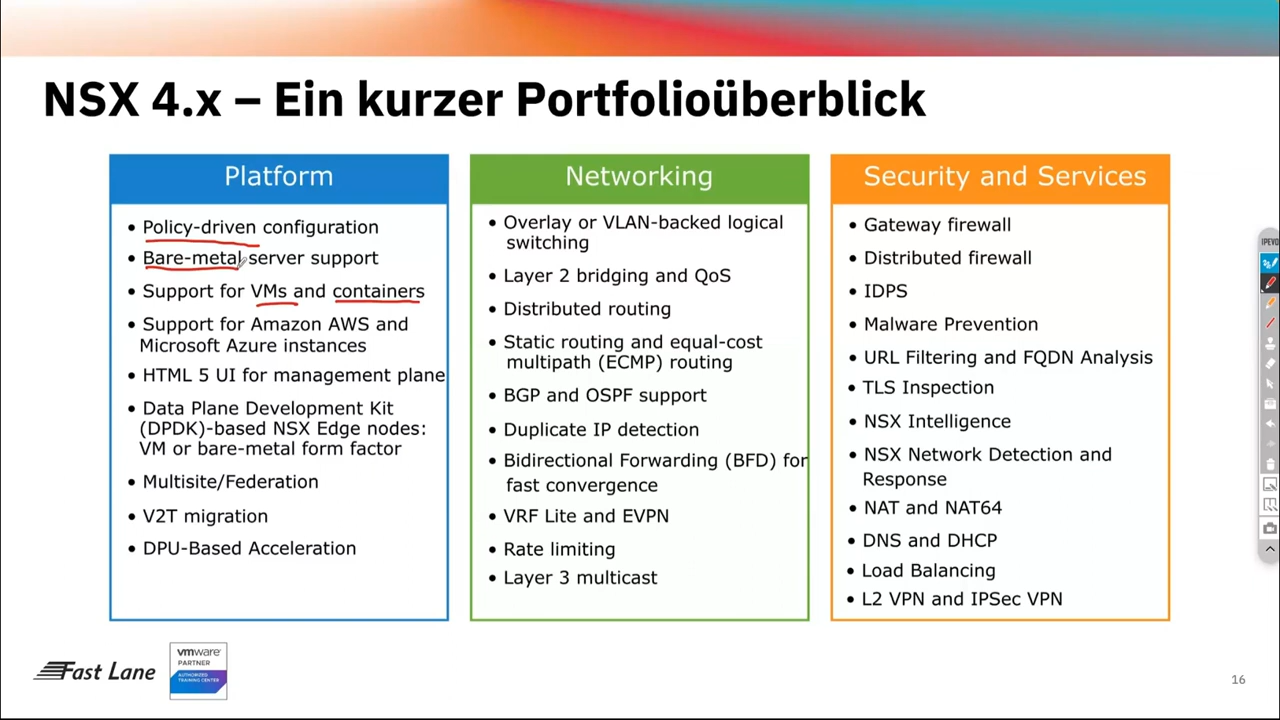 NSX 4.x – Ein kurzer Portfolioüberblick
Platform
• Policy-driven configuration
• Bare-metal server support
• Support for VMs and containers
• Support for Amazon AWS and
Microsoft Azure instances
• HTML 5 UI for management plane
• Data Plane Development Kit
(DPDK)-based NSX Edge nodes:
VM or bare-metal form factor
• Multisite/Federation
• V2T migration
• DPU-Based Acceleration
Networking
• Overlay or VLAN-backed logical
switching
• Layer 2 bridging and QoS
• Distributed routing
• Static routing and equal-cost
multipath (ECMP) routing
• BGP and OSPF support
• Duplicate IP detection
• Bidirectional Forwarding (BFD) for
fast convergence
• VRF Lite and EVPN
• Rate limiting
• Layer 3 multicast
Security and Services
• Gateway firewall
• Distributed firewall
• IDPS
• Malware Prevention
• URL Filtering and FQDN Analysis
• TLS Inspection
• NSX Intelligence
• NSX Network Detection and
Response
• NAT and NAT64
• DNS and DHCP
• Load Balancing
• L2 VPN and IPSec VPN
IPEVO
Fast Lane
vmware
PARTNER
AUTHORIZED
TRAINING CENTER
16